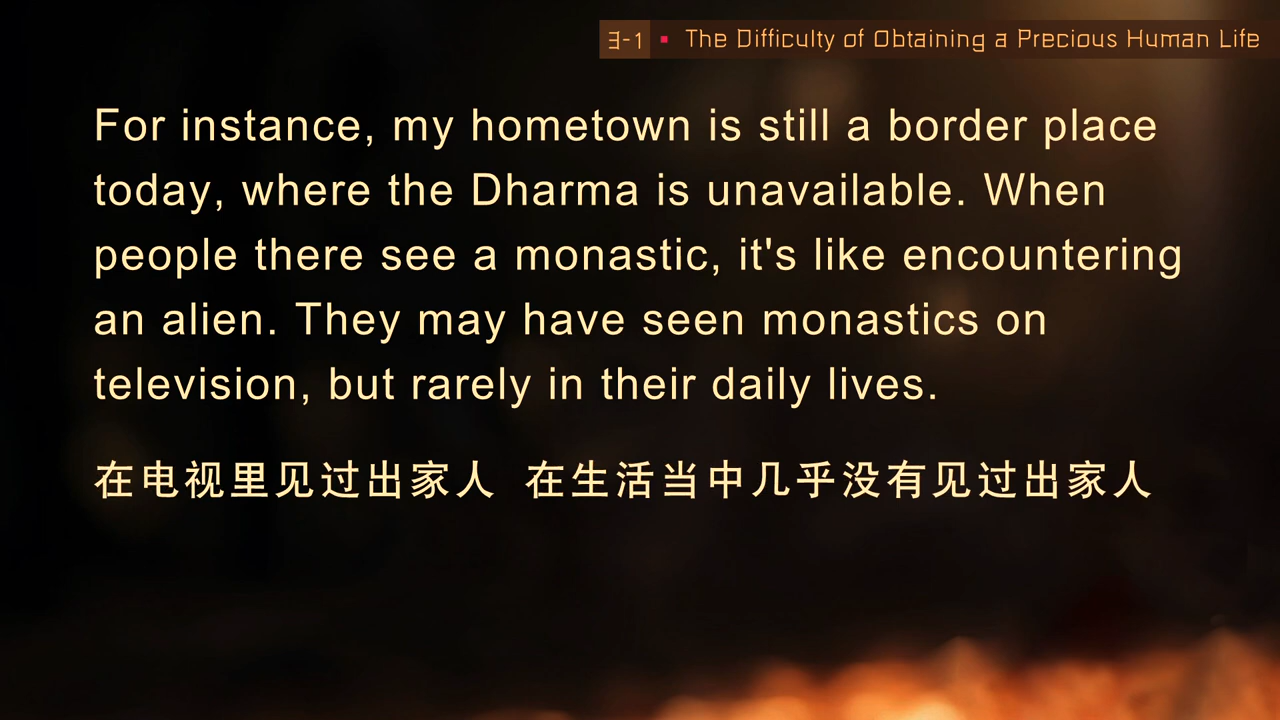 3-1 ▪ The Difficulty of Obtaining a Precious Human Life
For instance, my hometown is still a border place
today, where the Dharma is unavailable. When
people there see a monastic, it's like encountering
an alien. They may have seen monastics on
television, but rarely in their daily lives.
在电视里见过出家人 在生活当中几乎没有见过出家人